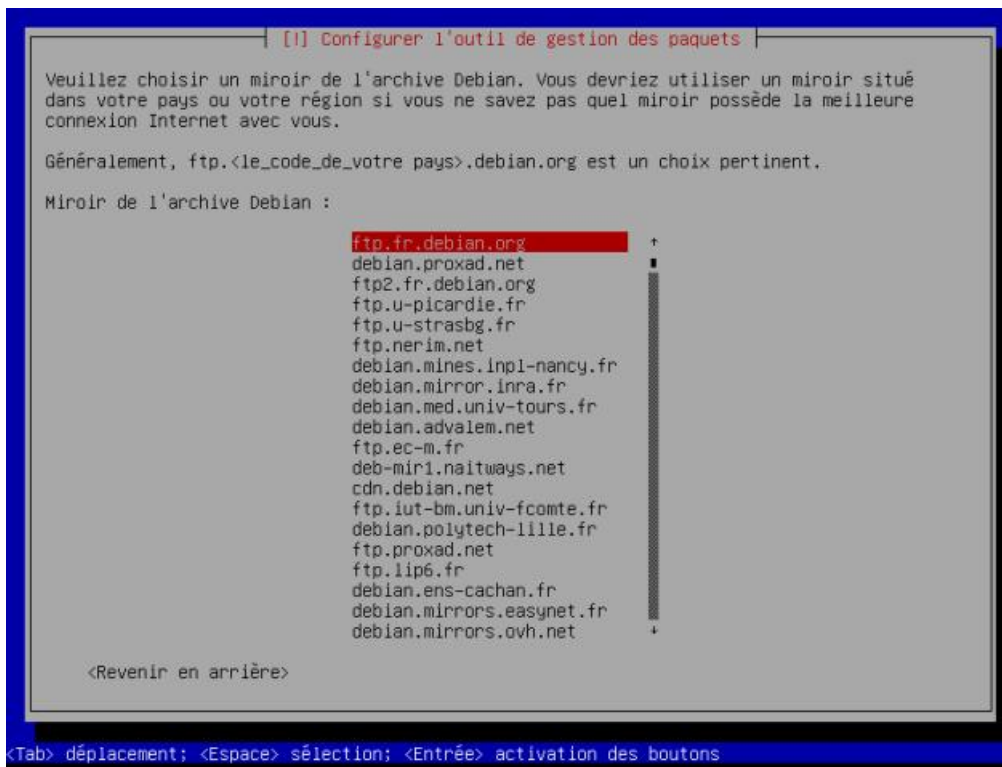 [!] Configurer l'outil de gestion des paquets
Veuillez choisir un miroir de l'archive Debian. Vous devriez utiliser un miroir situé
dans votre pays ou votre région si vous ne savez pas quel miroir possède la meilleure
connexion Internet avec vous.
Généralement, ftp.<le_code_de_votre pays>.debian.org est un choix pertinent.
Miroir de l'archive Debian :
ftp.fr.debian.org
debian.proxad.net
ftp2.fr.debian.org
ftp.u-picardie.fr
ftp.u-strasbg.fr
ftp.nerim.net
debian.mines.inpl-nancy.fr
debian.mirror.inra.fr
debian.med.univ-tours.fr
debian.advalem.net
ftp.ec-m.fr
deb-mir1.naitways.net
cdn.debian.net
ftp.iut-bm.univ-fcomte.fr
debian.polytech-lille.fr
ftp.proxad.net
ftp.lip6.fr
debian.ens-cachan.fr
debian.mirrors.easynet.fr
debian.mirrors.ovh.net
<Revenir en arrière>
<Tab> déplacement; <Espace> sélection; <Entrée> activation des boutons